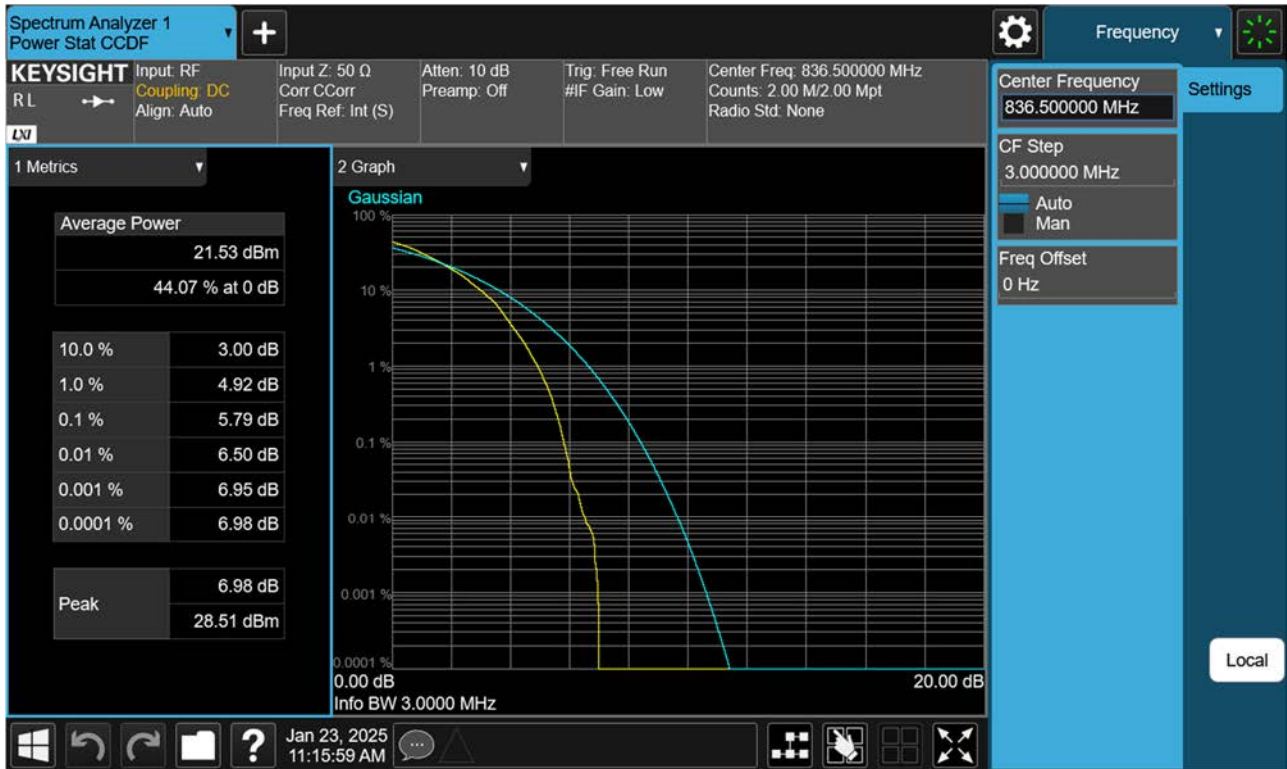 Spectrum Analyzer 1
Power Stat CCDF
+
Frequency
KEYSIGHT
RL
LXI
Input: RF
Coupling: DC
Align: Auto
Input Z: 50 Ω
Corr CCorr
Freq Ref: Int (S)
Atten: 10 dB
Preamp: Off
Trig: Free Run
#IF Gain: Low
Center Freq: 836.500000 MHz
Counts: 2.00 M/2.00 Mpt
Radio Std: None
Center Frequency
836.500000 MHz
Settings
CF Step
3.000000 MHz
Auto
Man
Freq Offset
0 Hz
Local
1 Metrics
Average Power
21.53 dBm
44.07 % at 0 dB
10.0 % 3.00 dB
1.0 % 4.92 dB
0.1 % 5.79 dB
0.01 % 6.50 dB
0.001 % 6.95 dB
0.0001 % 6.98 dB
Peak
6.98 dB
28.51 dBm
2 Graph
Gaussian
100 %
10 %
1 %
0.1 %
0.01 %
0.001 %
0.0001 %
0.00 dB 20.00 dB
Info BW 3.0000 MHz
?
Jan 23, 2025
11:15:59 AM